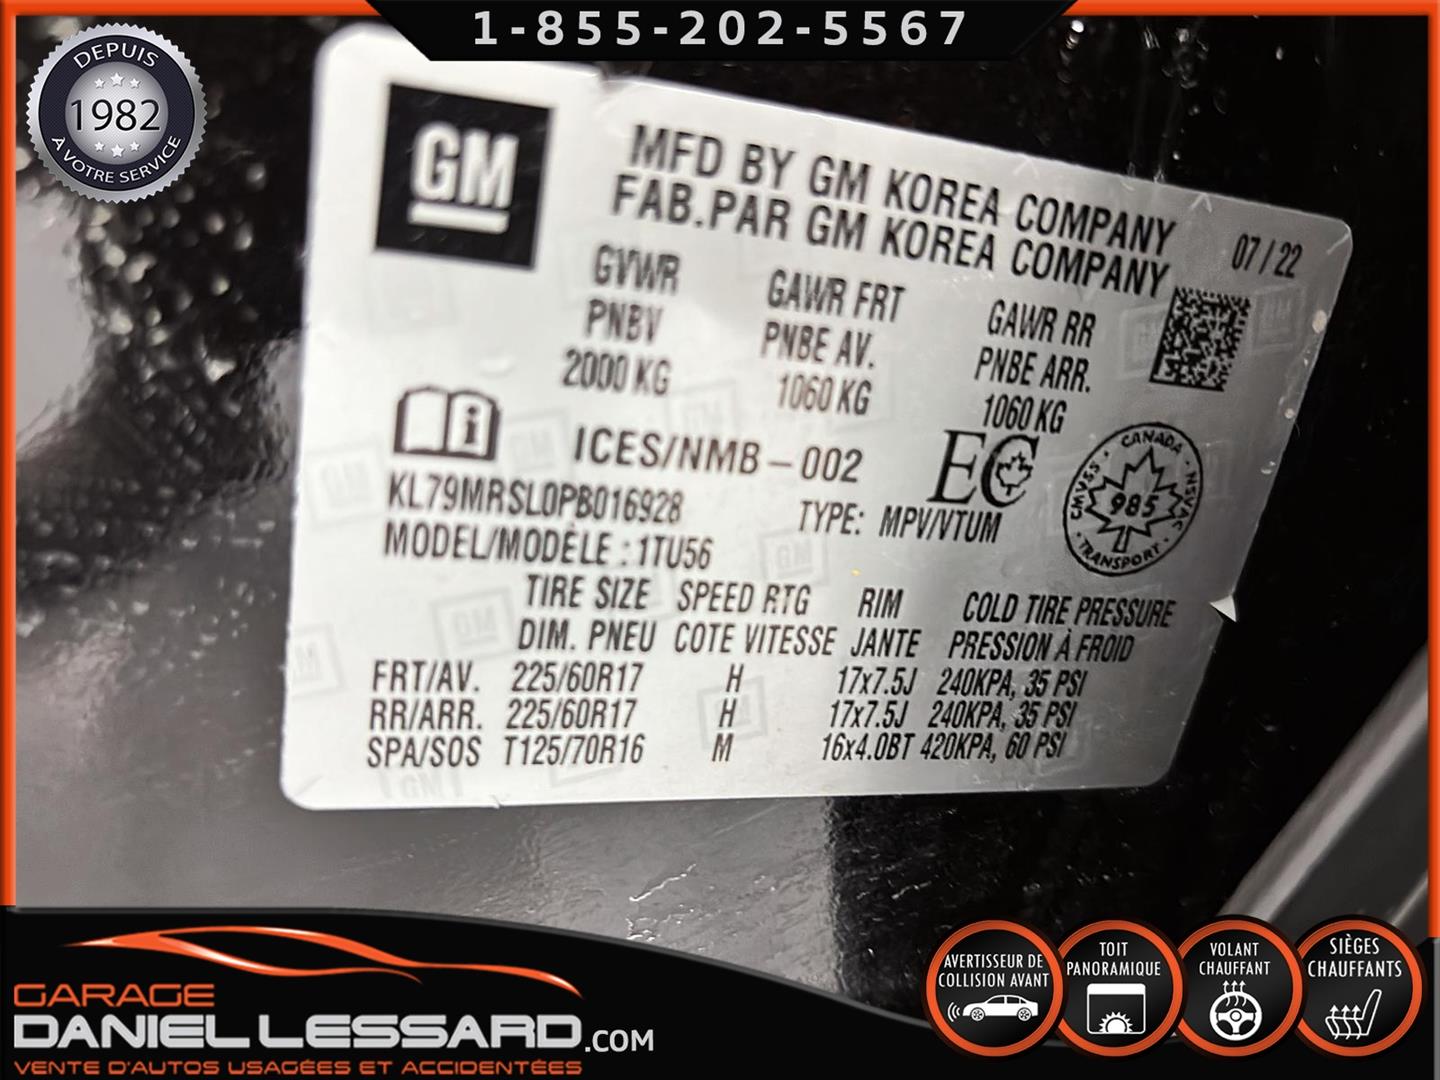 1-855-202-5567
DEPUIS
1982
À VOTRE SERVICE
GM
MFD BY GM KOREA COMPANY
FAB.PAR GM KOREA COMPANY
07/22
GVWR GAWR FRT GAWR RR
PNBV PNBE AV. PNBE ARR.
2000 KG 1060 KG 1060 KG
ICES/NMB-002
EC
CANADA
CMVSS NSVAC
985
TRANSPORT
KL79MRSL0PB016928 TYPE: MPV/VTUM
MODEL/MODÈLE : 1TU56
TIRE SIZE SPEED RTG RIM COLD TIRE PRESSURE
DIM. PNEU COTE VITESSE JANTE PRESSION À FROID
FRT/AV. 225/60R17 H 17x7.5J 240KPA, 35 PSI
RR/ARR. 225/60R17 H 17x7.5J 240KPA, 35 PSI
SPA/SOS T125/70R16 M 16x4.0BT 420KPA, 60 PSI
GARAGE
DANIEL LESSARD.COM
VENTE D'AUTOS USAGÉES ET ACCIDENTÉES
AVERTISSEUR DE
COLLISION AVANT
TOIT
PANORAMIQUE
VOLANT
CHAUFFANT
SIÈGES
CHAUFFANTS